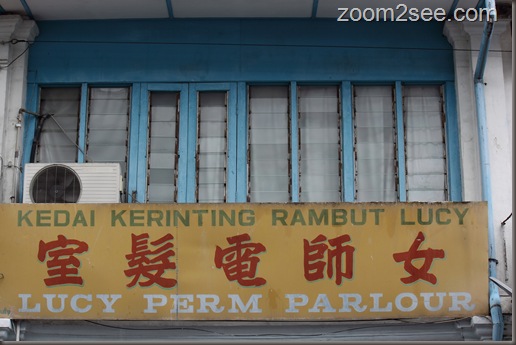 zoom2see.com
KEDAI KERINTING RAMBUT LUCY
女師電髮室
LUCY PERM PARLOUR